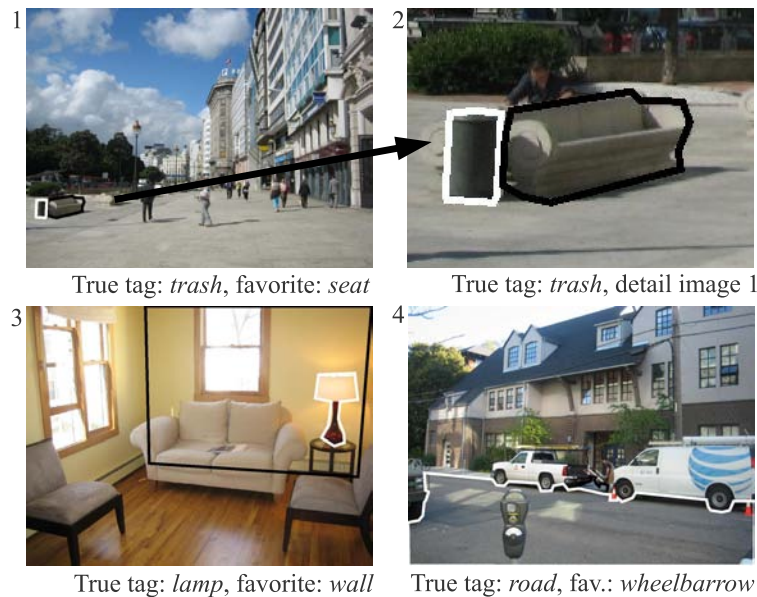 1
2
True tag: trash, favorite: seat
True tag: trash, detail image 1
3
4
True tag: lamp, favorite: wall
True tag: road, fav.: wheelbarrow